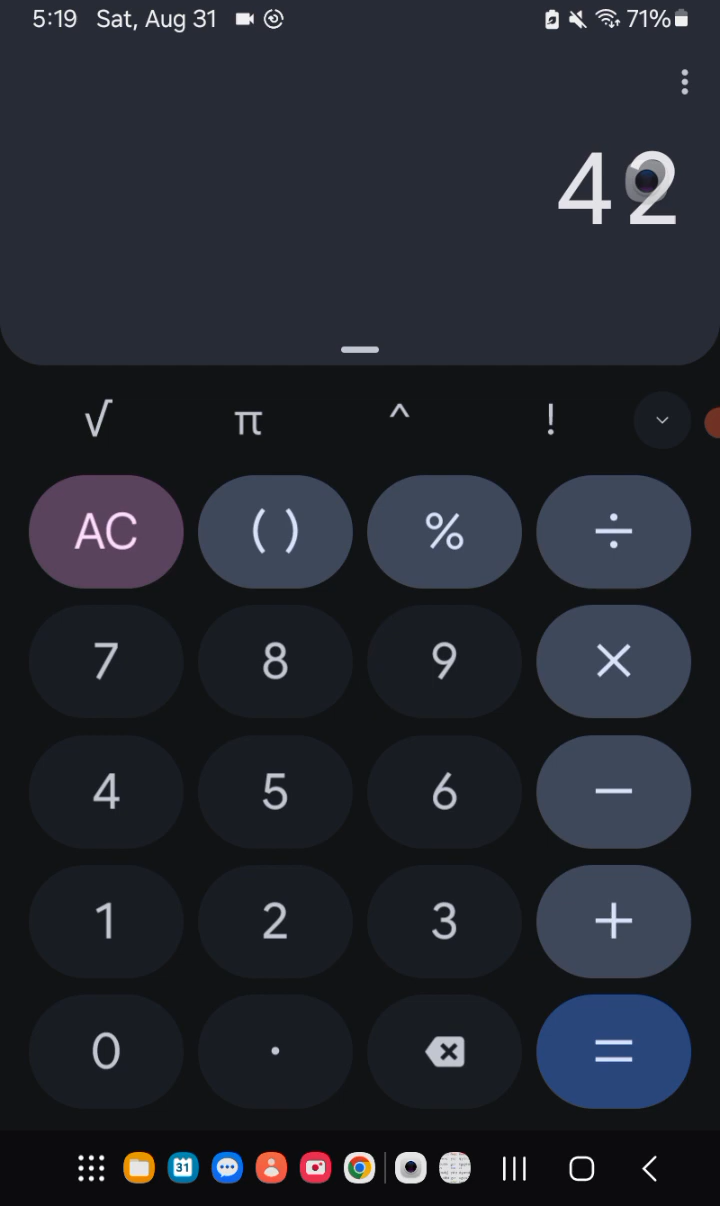 5:19 Sat, Aug 31 71%
42
√ π ^ !
AC ( ) % ÷
7 8 9 ×
4 5 6 −
1 2 3 +
0 . =
31